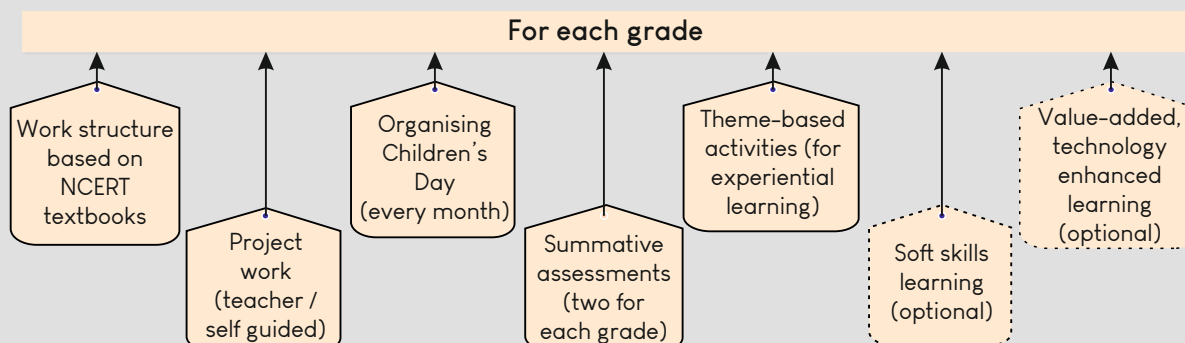 For each grade
Work structure
based on
NCERT
textbooks
Project
work
(teacher /
self guided)
Organising
Children's
Day
(every month)
Summative
assessments
(two for
each grade)
Theme-based
activities (for
experiential
learning)
Soft skills
learning
(optional)
Value-added,
technology
enhanced
learning
(optional)